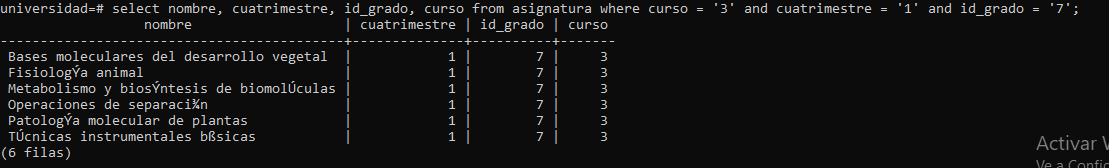 universidad=# select nombre, cuatrimestre, id_grado, curso from asignatura where curso = '3' and cuatrimestre = '1' and id_grado = '7';
nombre | cuatrimestre | id_grado | curso
-----------------------------------------+--------------+----------+-------
Bases moleculares del desarrollo vegetal | 1 | 7 | 3
FisiologÝa animal | 1 | 7 | 3
Metabolismo y biosÝntesis de biomolÚculas | 1 | 7 | 3
Operaciones de separaci¾n | 1 | 7 | 3
PatologÝa molecular de plantas | 1 | 7 | 3
TÚcnicas instrumentales bßsicas | 1 | 7 | 3
(6 filas)
Activar
Ve a